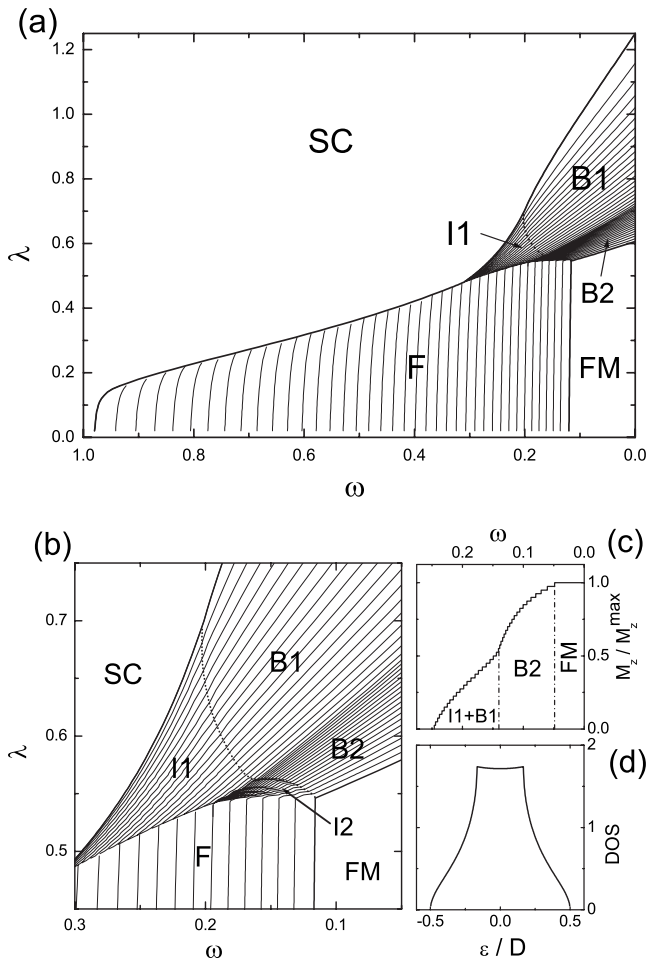 (a)
1.2
1.0
0.8
0.6
0.4
0.2
0.0
λ
SC
B1
I1
B2
F
FM
1.0 0.8 0.6 0.4 0.2 0.0
ω
(b)
0.7
0.6
0.5
λ
SC
B1
B2
I1
I2
F
FM
0.3 0.2 0.1
ω
(c)
ω
0.2 0.1 0.0
1.0
0.5
0.0
M_z / M_z^max
I1+B1
B2
FM
(d)
2
1
0
DOS
-0.5 0.0 0.5
ε / D